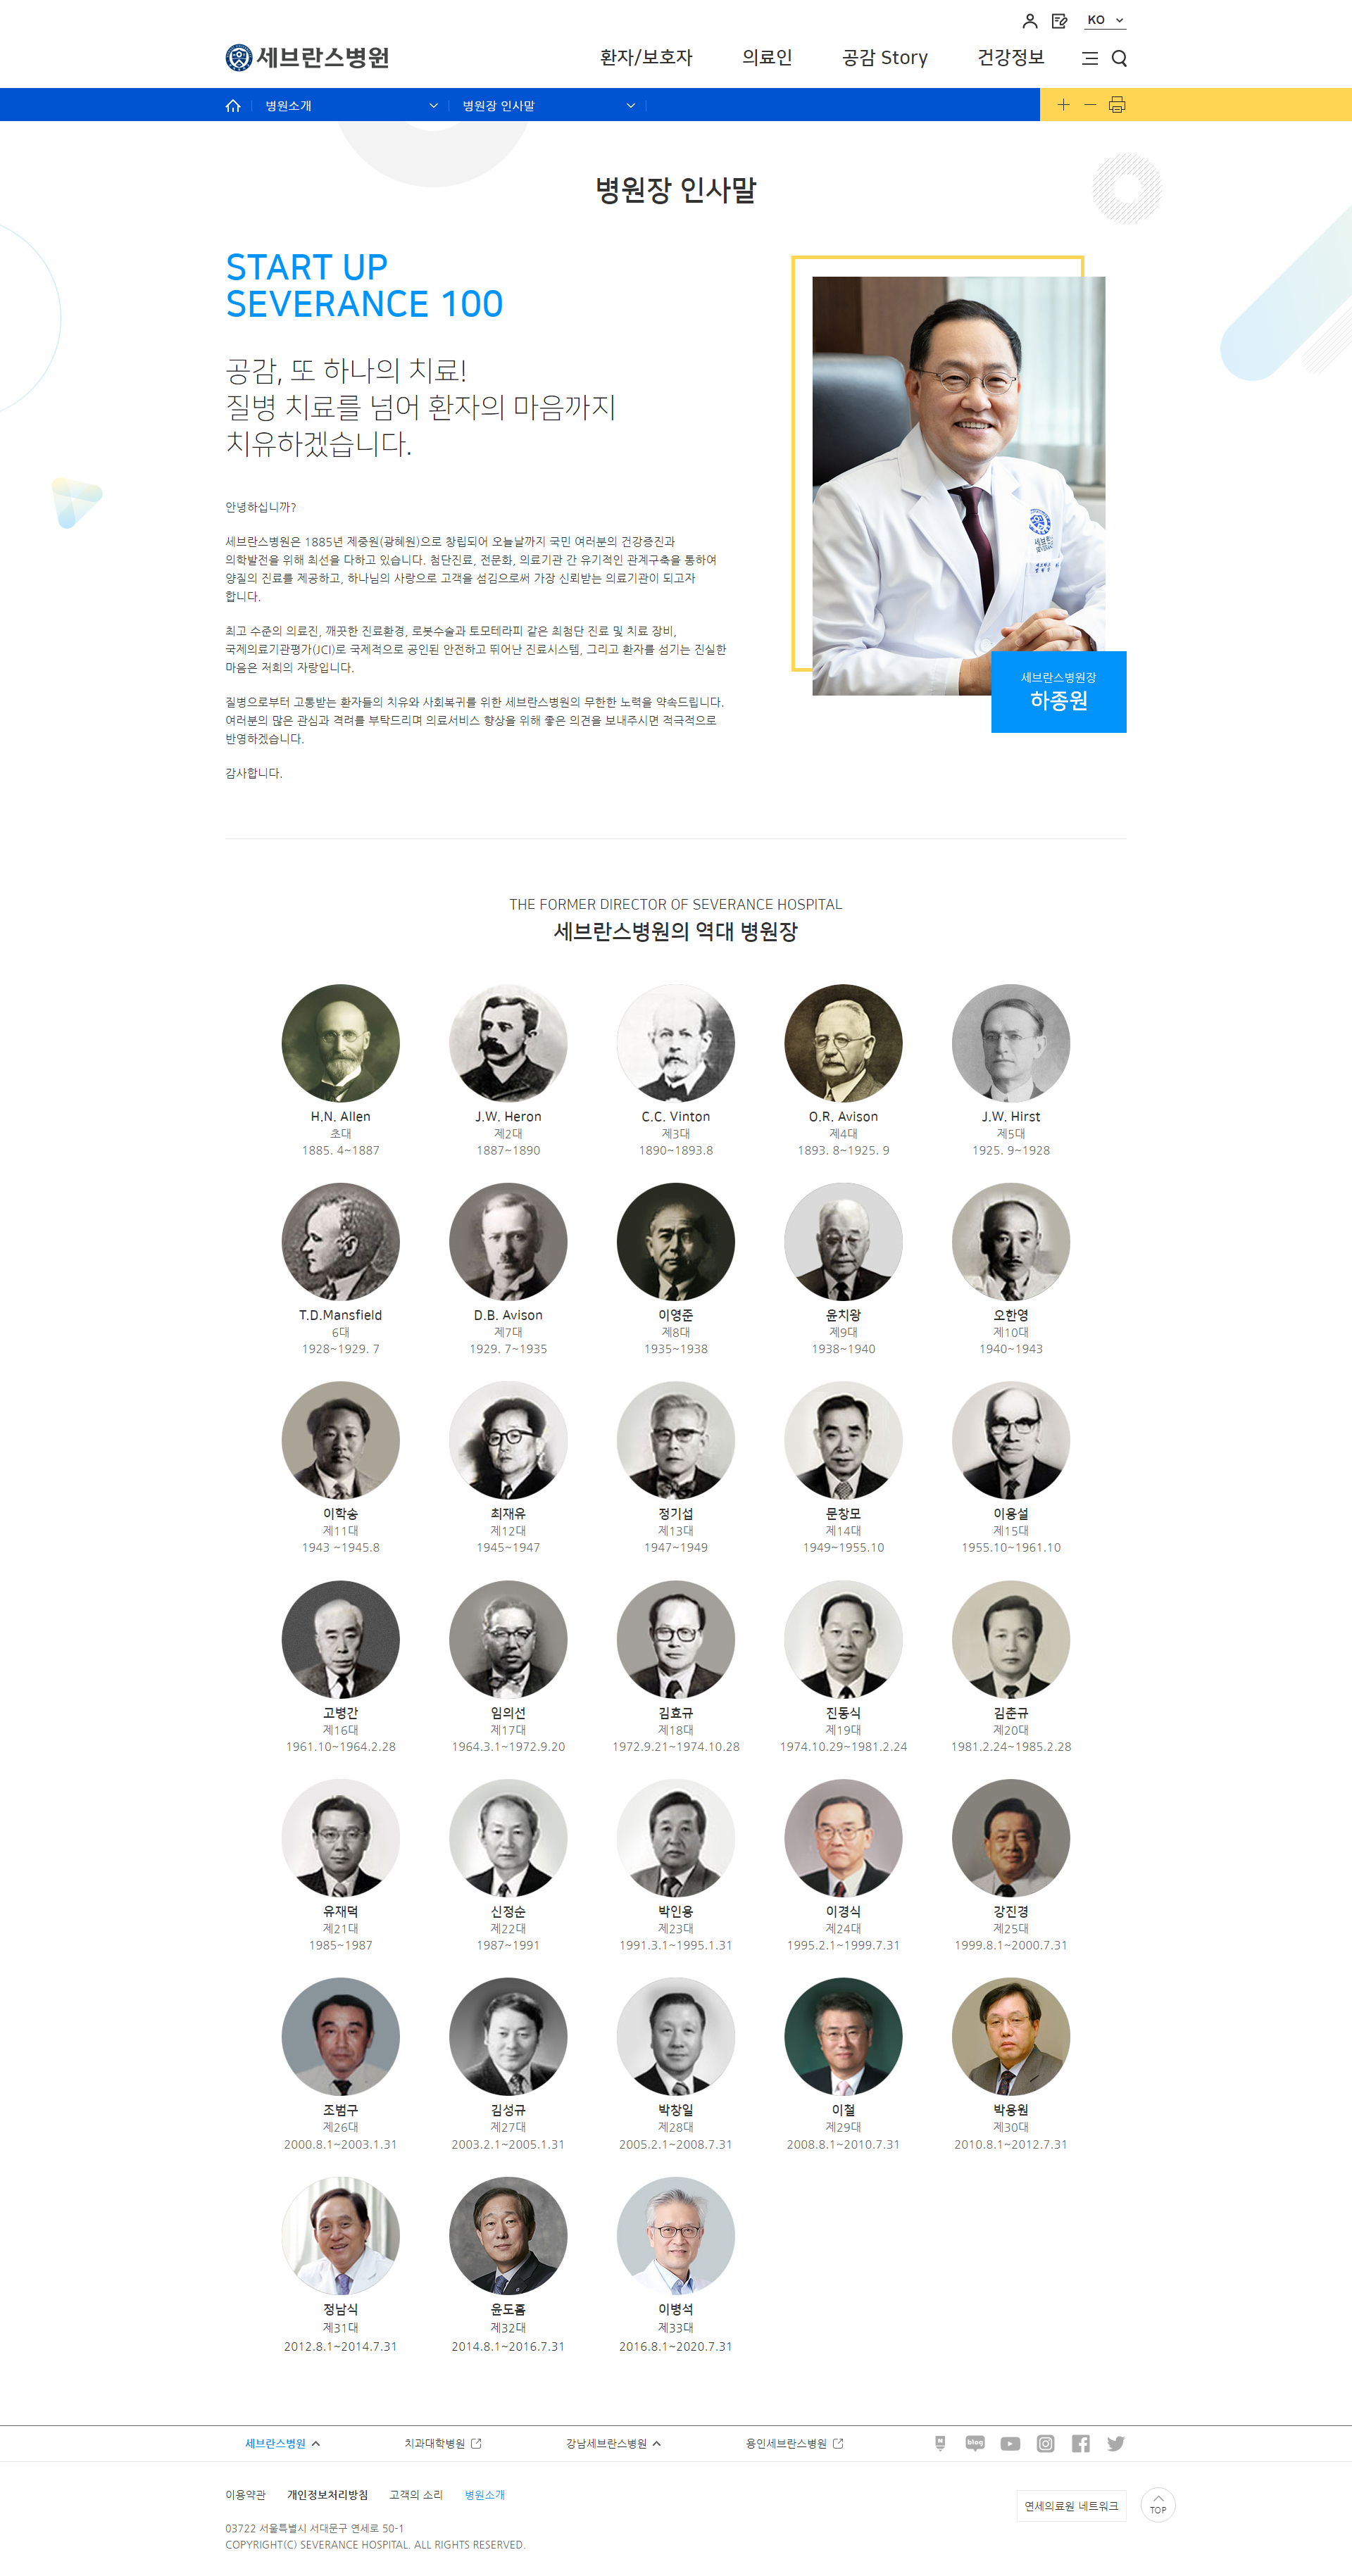 KO
세브란스병원
환자/보호자
의료인
공감 Story
건강정보
병원소개
병원장 인사말
병원장 인사말
START UP
SEVERANCE 100
공감, 또 하나의 치료!
질병 치료를 넘어 환자의 마음까지
치유하겠습니다.
안녕하십니까?
세브란스병원은 1885년 제중원(광혜원)으로 창립되어 오늘날까지 국민 여러분의 건강증진과
의학발전을 위해 최선을 다하고 있습니다. 첨단진료, 전문화, 의료기관 간 유기적인 관계구축을 통하여
양질의 진료를 제공하고, 하나님의 사랑으로 고객을 섬김으로써 가장 신뢰받는 의료기관이 되고자
합니다.
최고 수준의 의료진, 깨끗한 진료환경, 로봇수술과 토모테라피 같은 최첨단 진료 및 치료 장비,
국제의료기관평가(JCI)로 국제적으로 공인된 안전하고 뛰어난 진료시스템, 그리고 환자를 섬기는 진실한
마음은 저희의 자랑입니다.
질병으로부터 고통받는 환자들의 치유와 사회복귀를 위한 세브란스병원의 무한한 노력을 약속드립니다.
여러분의 많은 관심과 격려를 부탁드리며 의료서비스 향상을 위해 좋은 의견을 보내주시면 적극적으로
반영하겠습니다.
감사합니다.
세브란스병원장
하종원
THE FORMER DIRECTOR OF SEVERANCE HOSPITAL
세브란스병원의 역대 병원장
H.N. Allen
초대
1885. 4~1887
J.W. Heron
제2대
1887~1890
C.C. Vinton
제3대
1890~1893.8
O.R. Avison
제4대
1893. 8~1925. 9
J.W. Hirst
제5대
1925. 9~1928
T.D.Mansfield
6대
1928~1929. 7
D.B. Avison
제7대
1929. 7~1935
이영준
제8대
1935~1938
윤치왕
제9대
1938~1940
오한영
제10대
1940~1943
이학송
제11대
1943 ~1945.8
최재유
제12대
1945~1947
정기섭
제13대
1947~1949
문창모
제14대
1949~1955.10
이용설
제15대
1955.10~1961.10
고병간
제16대
1961.10~1964.2.28
임의선
제17대
1964.3.1~1972.9.20
김효규
제18대
1972.9.21~1974.10.28
진동식
제19대
1974.10.29~1981.2.24
김춘규
제20대
1981.2.24~1985.2.28
유재덕
제21대
1985~1987
신정순
제22대
1987~1991
박인용
제23대
1991.3.1~1995.1.31
이경식
제24대
1995.2.1~1999.7.31
강진경
제25대
1999.8.1~2000.7.31
조범구
제26대
2000.8.1~2003.1.31
김성규
제27대
2003.2.1~2005.1.31
박창일
제28대
2005.2.1~2008.7.31
이철
제29대
2008.8.1~2010.7.31
박용원
제30대
2010.8.1~2012.7.31
정남식
제31대
2012.8.1~2014.7.31
윤도흠
제32대
2014.8.1~2016.7.31
이병석
제33대
2016.8.1~2020.7.31
세브란스병원
치과대학병원
강남세브란스병원
용인세브란스병원
blog
이용약관
개인정보처리방침
고객의 소리
병원소개
연세의료원 네트워크
TOP
03722 서울특별시 서대문구 연세로 50-1
COPYRIGHT(C) SEVERANCE HOSPITAL. ALL RIGHTS RESERVED.